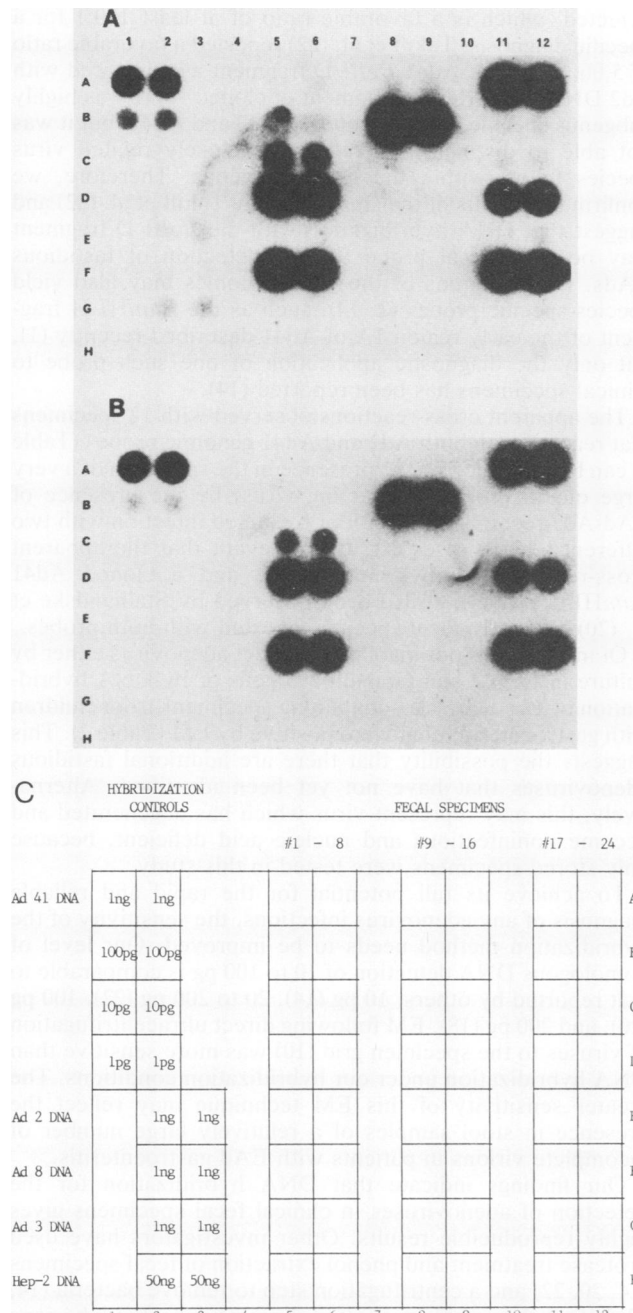 A
1 2 3 4 5 6 7 8 9 10 11 12
A
B
C
D
E
F
G
H
B
A
B
C
D
E
F
G
H
C
HYBRIDIZATION CONTROLS FECAL SPECIMENS
#1 - 8 #9 - 16 #17 - 24
Ad 41 DNA 1ng 1ng
100pg 100pg
10pg 10pg
1pg 1pg
Ad 2 DNA 1ng 1ng
Ad 8 DNA 1ng 1ng
Ad 3 DNA 1ng 1ng
Hep-2 DNA 50ng 50ng